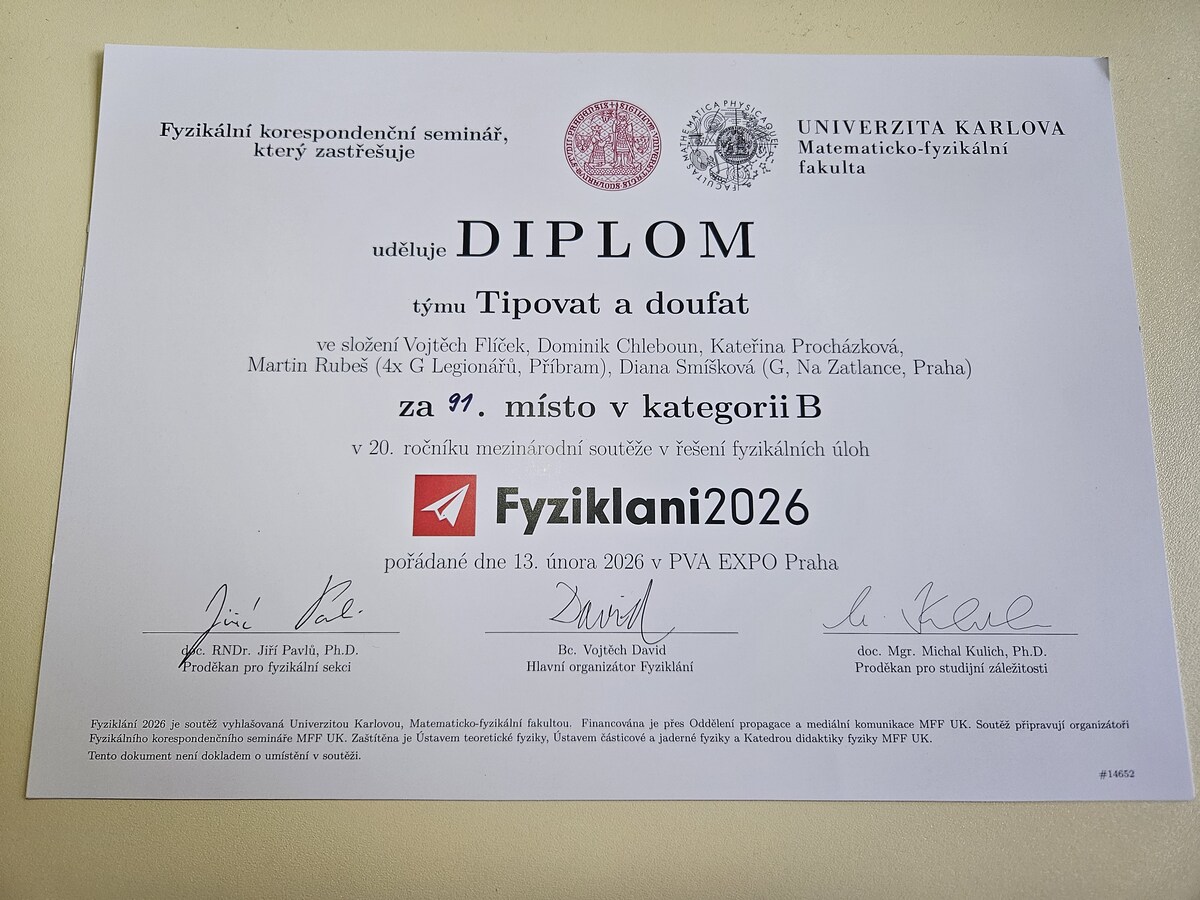 Fyzikální korespondenční seminář,
který zastřešuje
UNIVERZITA KARLOVA
Matematicko-fyzikální
fakulta
uděluje DIPLOM
týmu Tipovat a doufat
ve složení Vojtěch Flíček, Dominik Chleboun, Kateřina Procházková,
Martin Rubeš (4x G Legionářů, Příbram), Diana Smíšková (G, Na Zatlance, Praha)
za 91. místo v kategorii B
v 20. ročníku mezinárodní soutěže v řešení fyzikálních úloh
Fyziklani2026
pořádané dne 13. února 2026 v PVA EXPO Praha
David
doc. RNDr. Jiří Pavlů, Ph.D.
Proděkan pro fyzikální sekci
Bc. Vojtěch David
Hlavní organizátor Fyziklání
doc. Mgr. Michal Kulich, Ph.D.
Proděkan pro studijní záležitosti
Fyziklání 2026 je soutěž vyhlašovaná Univerzitou Karlovou, Matematicko-fyzikální fakultou. Financována je přes Oddělení propagace a mediální komunikace MFF UK. Soutěž připravují organizátoři
Fyzikálního korespondenčního semináře MFF UK. Zaštítěna je Ústavem teoretické fyziky, Ústavem částicové a jaderné fyziky a Katedrou didaktiky fyziky MFF UK.
Tento dokument není dokladem o umístění v soutěži.
#14652